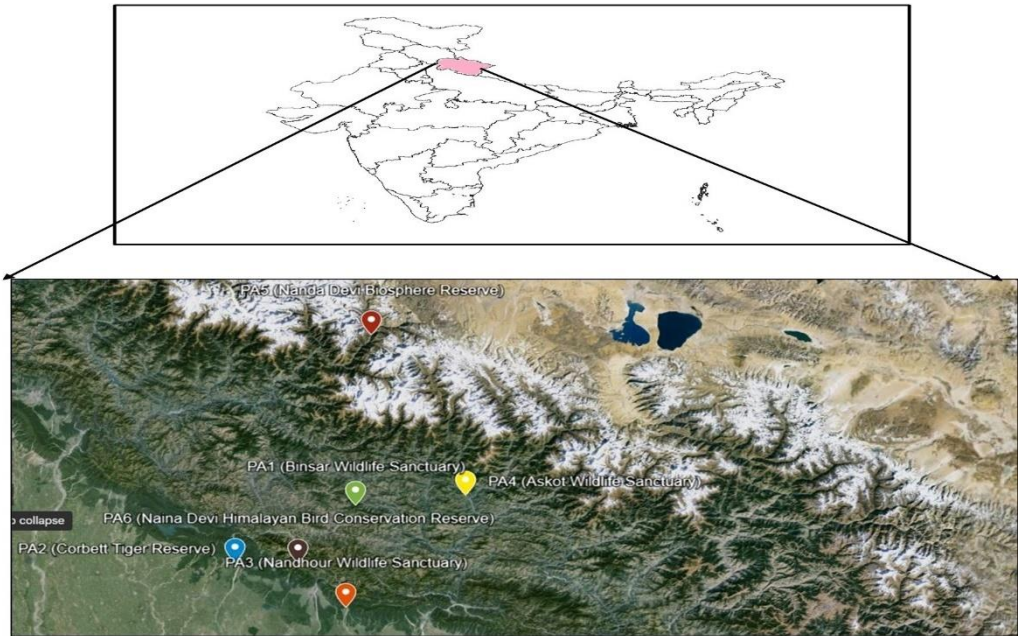 PA5 (Nanda Devi Biosphere Reserve)
PA1 (Binsar Wildlife Sanctuary)
PA4 (Askot Wildlife Sanctuary)
o collapse
PA6 (Naina Devi Himalayan Bird Conservation Reserve)
PA2 (Corbett Tiger Reserve)
PA3 (Nandhour Wildlife Sanctuary)